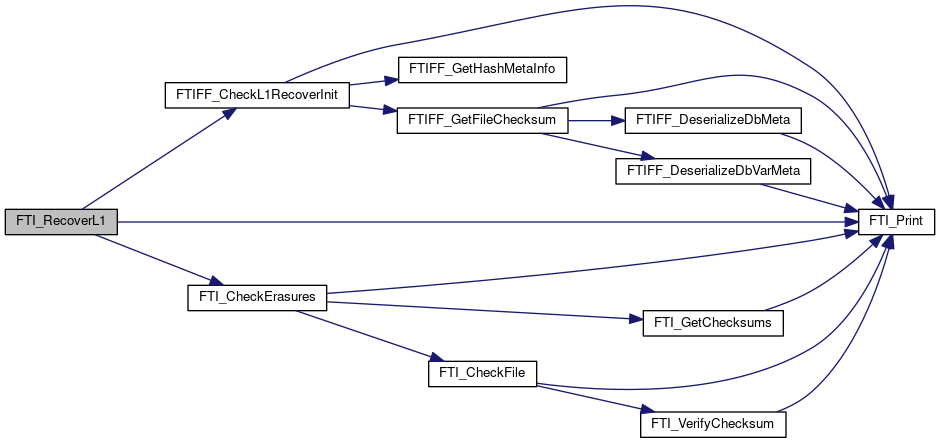 FTI_RecoverL1
FTIFF_CheckL1RecoverInit
FTIFF_GetHashMetaInfo
FTIFF_GetFileChecksum
FTIFF_DeserializeDbMeta
FTIFF_DeserializeDbVarMeta
FTI_Print
FTI_CheckErasures
FTI_GetChecksums
FTI_CheckFile
FTI_VerifyChecksum